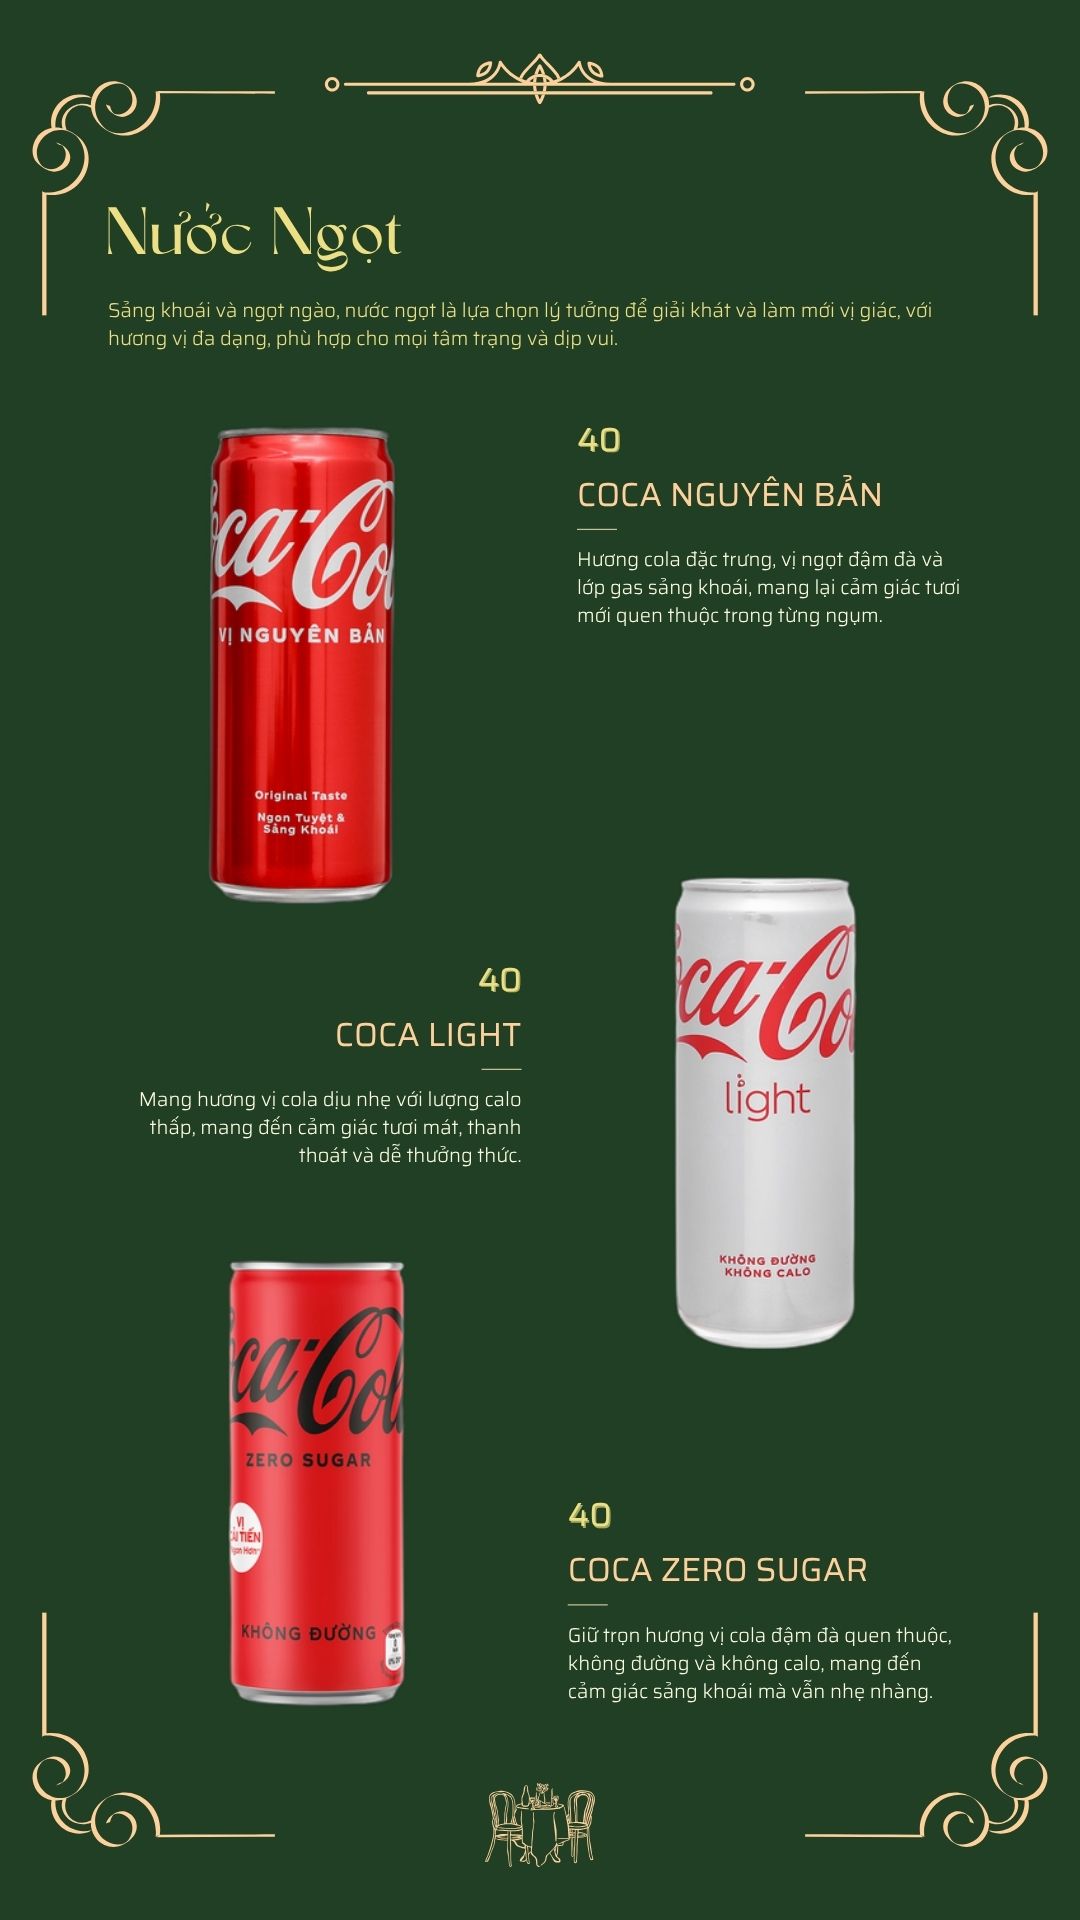 Nước Ngọt
Sảng khoái và ngọt ngào, nước ngọt là lựa chọn lý tưởng để giải khát và làm mới vị giác, với
hương vị đa dạng, phù hợp cho mọi tâm trạng và dịp vui.
40
COCA NGUYÊN BẢN
Hương cola đặc trưng, vị ngọt đậm đà và
lớp gas sảng khoái, mang lại cảm giác tươi
mới quen thuộc trong từng ngụm.
Coca-Col
VỊ NGUYÊN BẢN
Original Taste
Ngon Tuyệt &
Sảng Khoái
40
COCA LIGHT
Mang hương vị cola dịu nhẹ với lượng calo
thấp, mang đến cảm giác tươi mát, thanh
thoát và dễ thưởng thức.
Coca-Col
light
KHÔNG ĐƯỜNG
KHÔNG CALO
Coca-Col
ZERO SUGAR
VỊ
CẢI TIẾN
Ngon Hơn
KHÔNG ĐƯỜNG
40
COCA ZERO SUGAR
Giữ trọn hương vị cola đậm đà quen thuộc,
không đường và không calo, mang đến
cảm giác sảng khoái mà vẫn nhẹ nhàng.